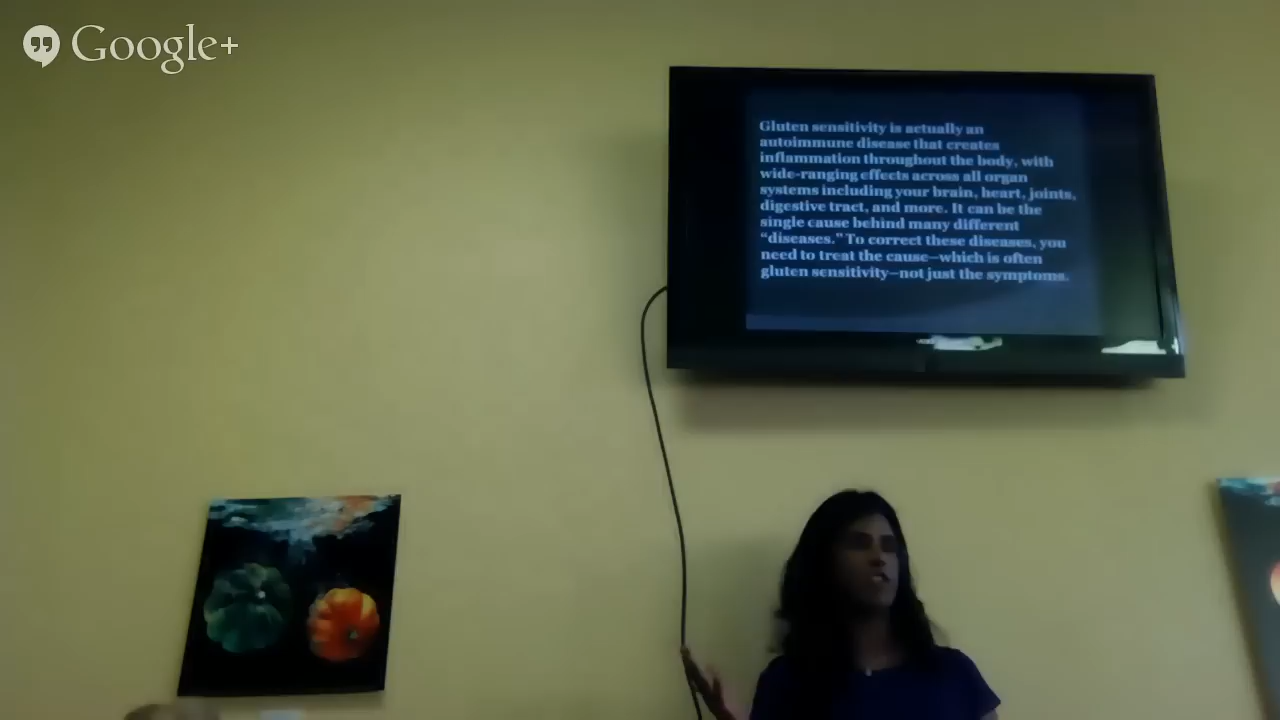 Google+
Gluten sensitivity is actually an
autoimmune disease that creates
inflammation throughout the body, with
wide-ranging effects across all organ
systems including your brain, heart, joints,
digestive tract, and more. It can be the
single cause behind many different
“diseases.” To correct these diseases, you
need to treat the cause—which is often
gluten sensitivity—not just the symptoms.